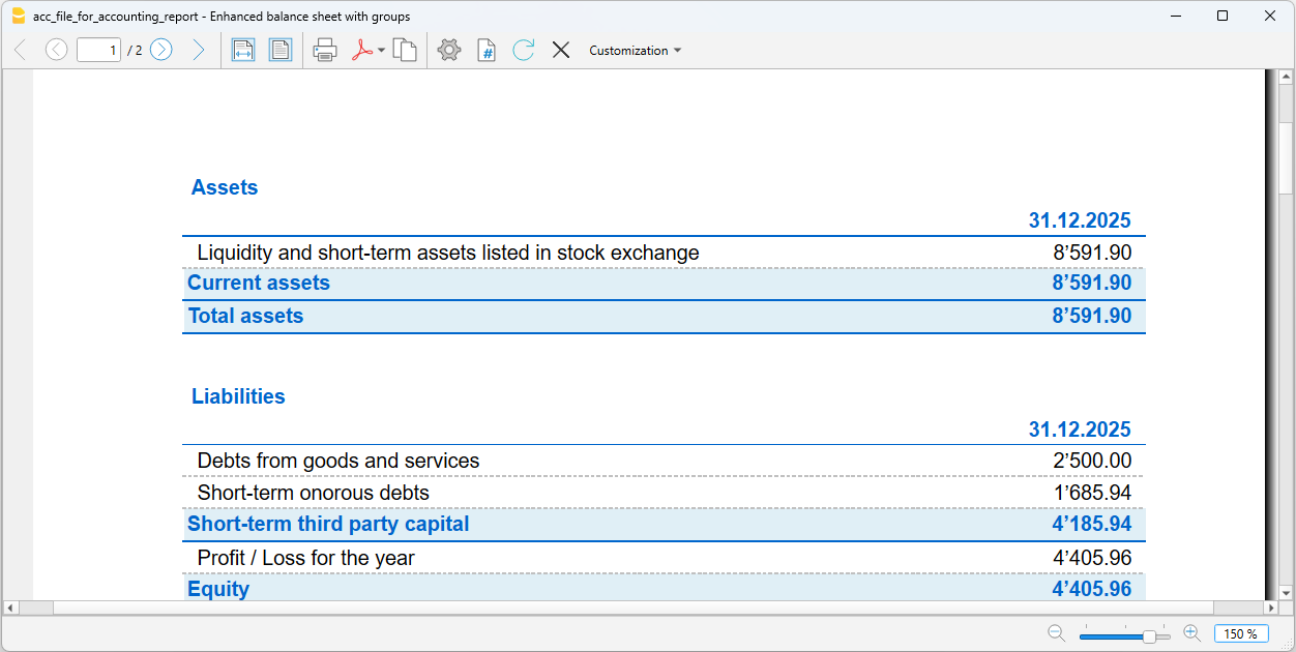 acc_file_for_accounting_report - Enhanced balance sheet with groups
1 / 2 # Customization
Assets
31.12.2025
Liquidity and short-term assets listed in stock exchange 8’591.90
Current assets 8’591.90
Total assets 8’591.90
Liabilities
31.12.2025
Debts from goods and services 2’500.00
Short-term onorous debts 1’685.94
Short-term third party capital 4’185.94
Profit / Loss for the year 4’405.96
Equity 4’405.96
150 %